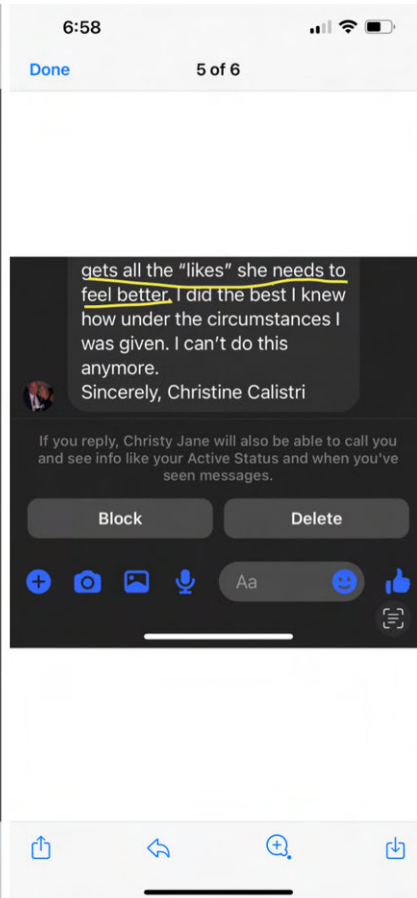 6:58
Done
5 of 6
gets all the “likes” she needs to
feel better. I did the best I knew
how under the circumstances I
was given. I can’t do this
anymore.
Sincerely, Christine Calistri
If you reply, Christy Jane will also be able to call you
and see info like your Active Status and when you've
seen messages.
Block
Delete
Aa